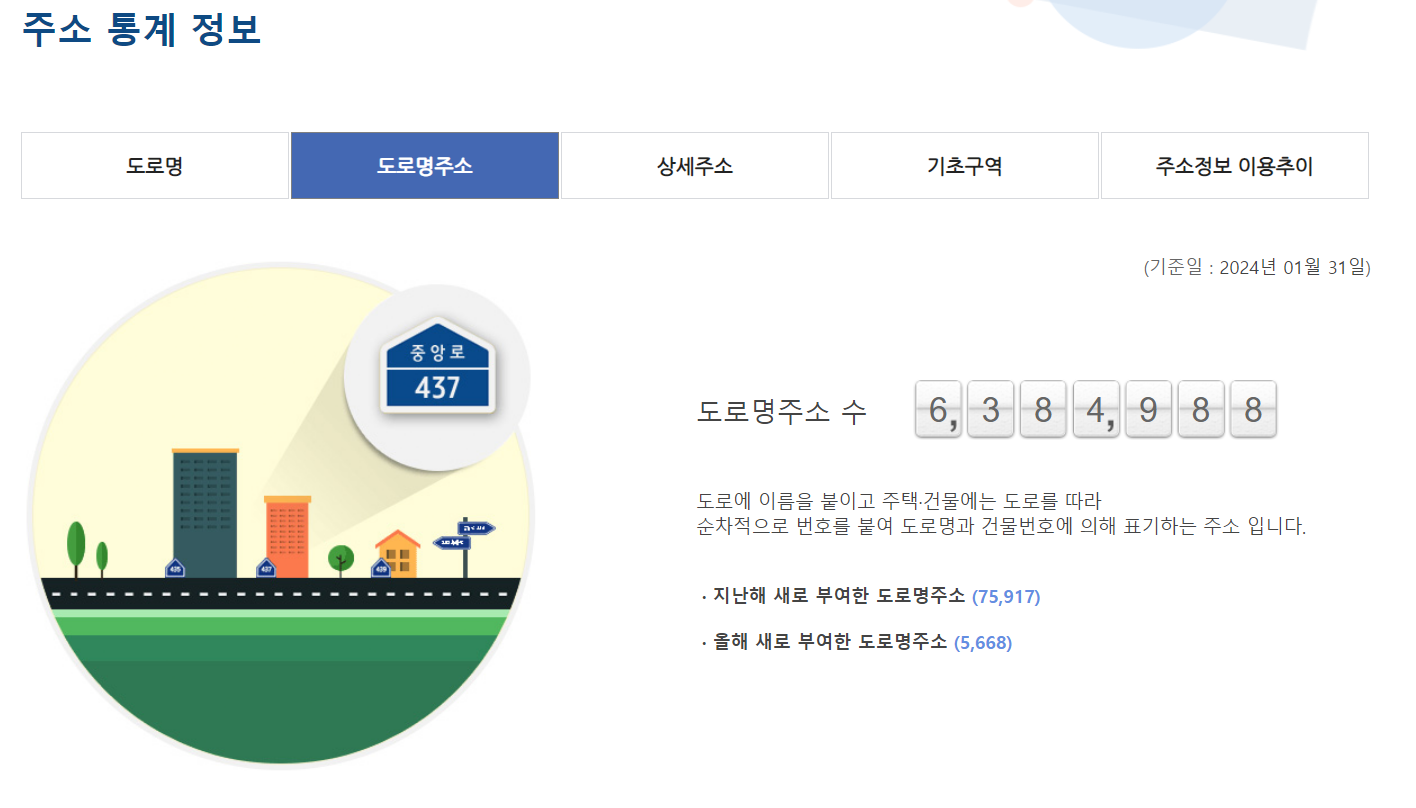 주소 통계 정보
도로명
도로명주소
상세주소
기초구역
주소정보 이용추이
(기준일 : 2024년 01월 31일)
중앙로
437
도로명주소 수 6,384,988
도로에 이름을 붙이고 주택·건물에는 도로를 따라
순차적으로 번호를 붙여 도로명과 건물번호에 의해 표기하는 주소 입니다.
· 지난해 새로 부여한 도로명주소 (75,917)
· 올해 새로 부여한 도로명주소 (5,668)
435
437
439